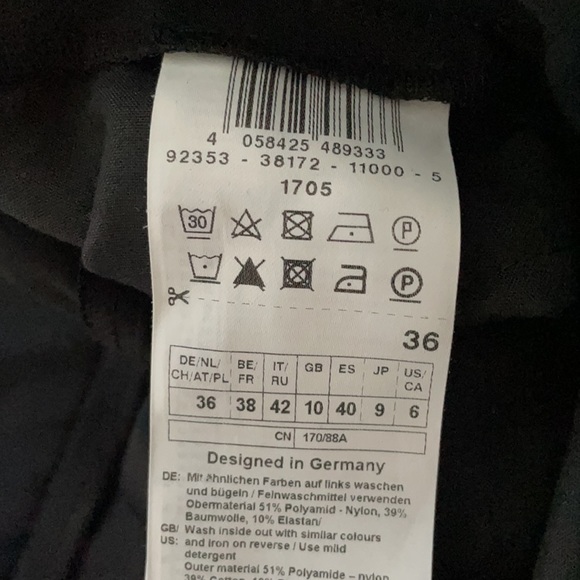 4 058425 489333
92353 - 38172 - 11000 - 5
1705
30 P
P
36
DE/NL/ CH/AT/PL BE/ FR IT/ RU GB ES JP US/ CA
36 38 42 10 40 9 6
CN 170/88A
Designed in Germany
DE: Mit ähnlichen Farben auf links waschen
und bügeln / Feinwaschmittel verwenden
Obermaterial 51% Polyamid - Nylon, 39%
Baumwolle, 10% Elastan/
GB/ Wash inside out with similar colours
US: and iron on reverse / Use mild
detergent
Outer material 51% Polyamide – nylon